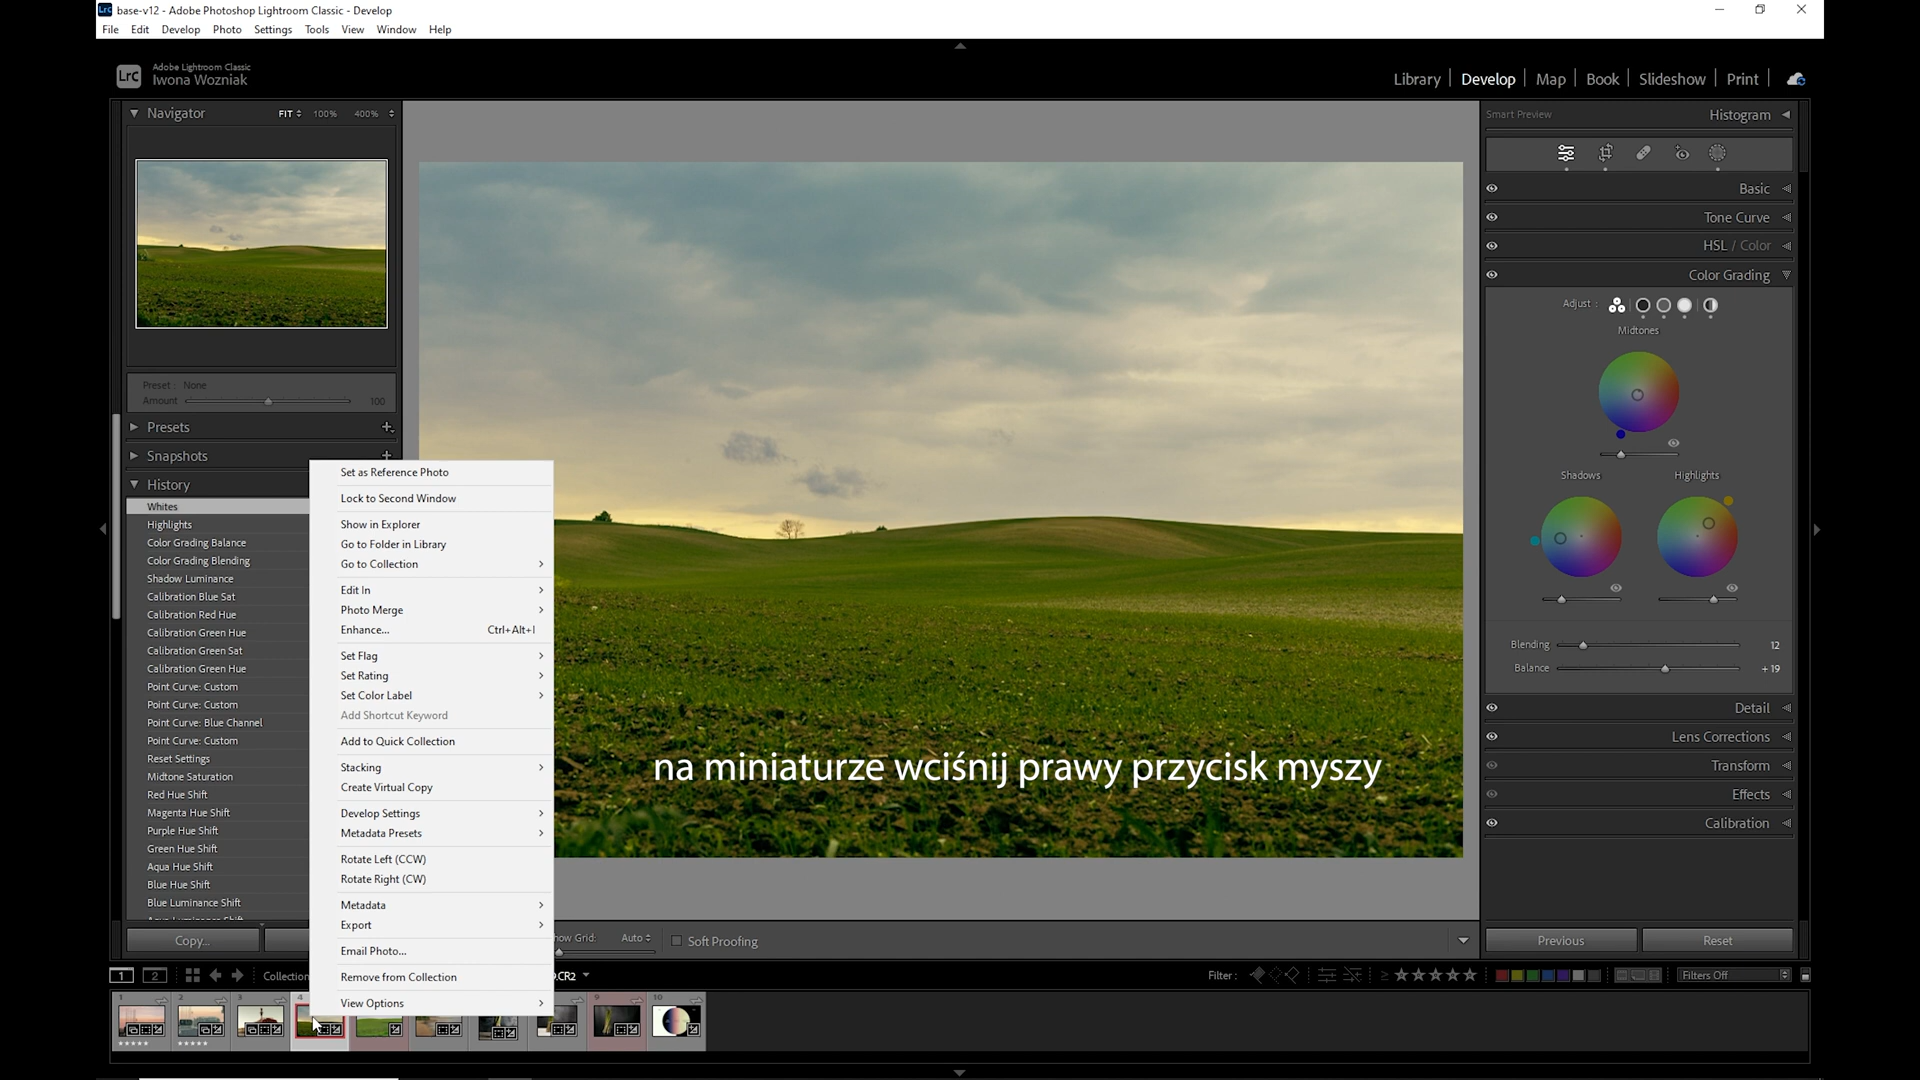 base-v12 - Adobe Photoshop Lightroom Classic - Develop
File Edit Develop Photo Settings Tools View Window Help
LrC
Adobe Lightroom Classic
Iwona Wozniak
Library Develop Map Book Slideshow Print
Navigator FIT 100% 400%
Preset : None
Amount 100
Presets
Snapshots
History
Whites
Highlights
Color Grading Balance
Color Grading Blending
Shadow Luminance
Calibration Blue Sat
Calibration Red Hue
Calibration Green Hue
Calibration Green Sat
Calibration Green Hue
Point Curve: Custom
Point Curve: Custom
Point Curve: Blue Channel
Point Curve: Custom
Reset Settings
Midtone Saturation
Red Hue Shift
Magenta Hue Shift
Purple Hue Shift
Green Hue Shift
Aqua Hue Shift
Blue Hue Shift
Blue Luminance Shift
Copy...
Set as Reference Photo
Lock to Second Window
Show in Explorer
Go to Folder in Library
Go to Collection
Edit In
Photo Merge
Enhance... Ctrl+Alt+I
Set Flag
Set Rating
Set Color Label
Add Shortcut Keyword
Add to Quick Collection
Stacking
Create Virtual Copy
Develop Settings
Metadata Presets
Rotate Left (CCW)
Rotate Right (CW)
Metadata
Export
Email Photo...
Remove from Collection
View Options
na miniaturze wciśnij prawy przycisk myszy
Grid: Auto Soft Proofing
Smart Preview Histogram
Basic
Tone Curve
HSL / Color
Color Grading
Adjust :
Midtones
Shadows Highlights
Blending 12
Balance + 19
Detail
Lens Corrections
Transform
Effects
Calibration
Previous Reset
1 2 Collection .CR2 Filter : Filters Off
1 2 3 4 9 10